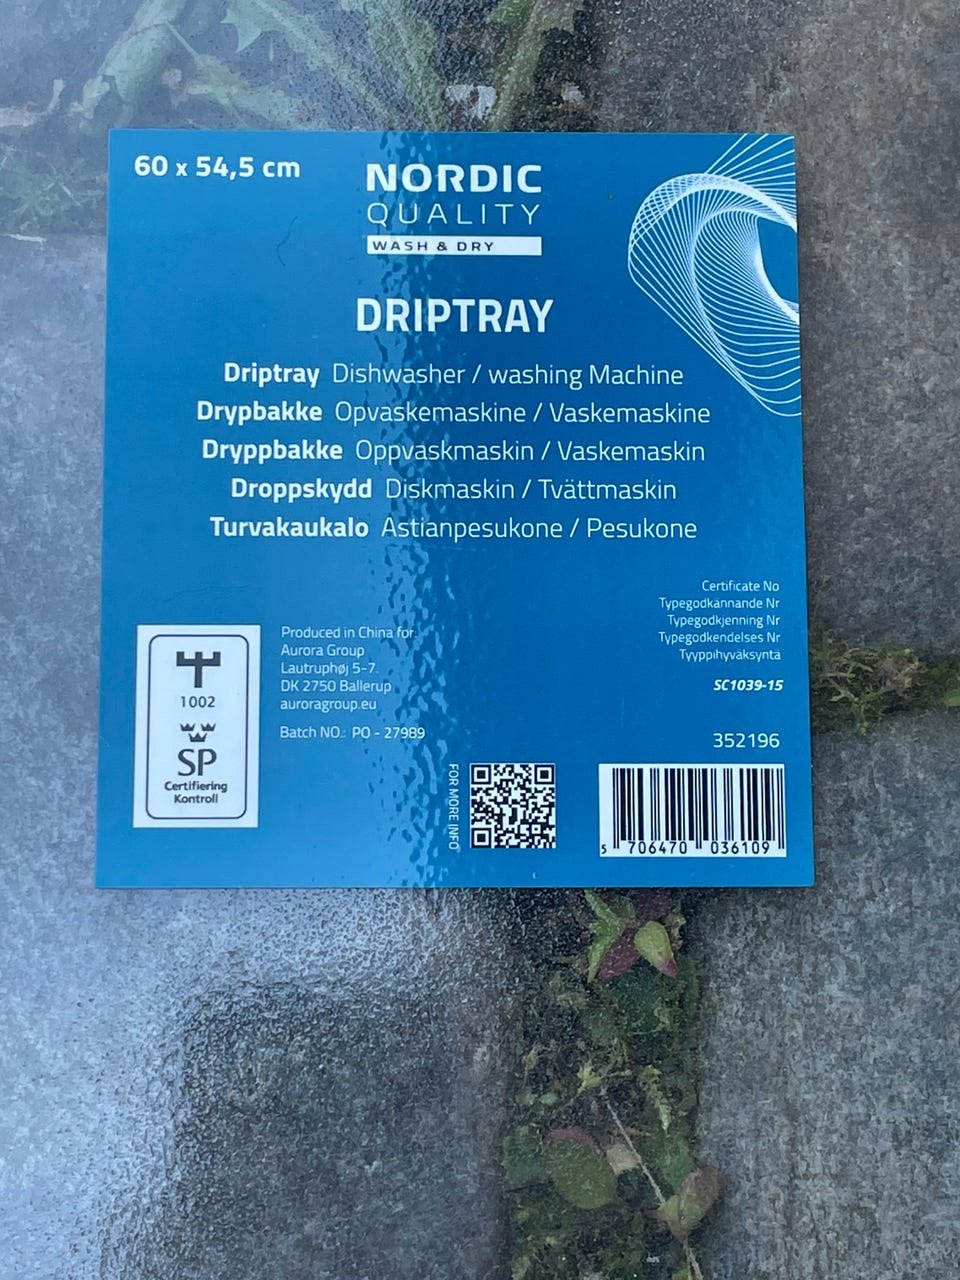 60 x 54,5 cm
NORDIC
QUALITY
WASH & DRY
DRIPTRAY
Driptray Dishwasher / washing Machine
Drypbakke Opvaskemaskine / Vaskemaskine
Dryppbakke Oppvaskmaskin / Vaskemaskin
Droppskydd Diskmaskin / Tvättmaskin
Turvakaukalo Astianpesukone / Pesukone
Certificate No
Typegodkännande Nr
Typegodkjenning Nr
Typegodkendelses Nr
Tyyppihyväksyntä
SC1039-15
1002
SP
Certifiering
Kontroll
Produced in China for:
Aurora Group
Lautruphøj 5-7.
DK 2750 Ballerup
auroragroup.eu
Batch NO.: PO - 27989
FOR MORE INFO
352196
5 706470 036109